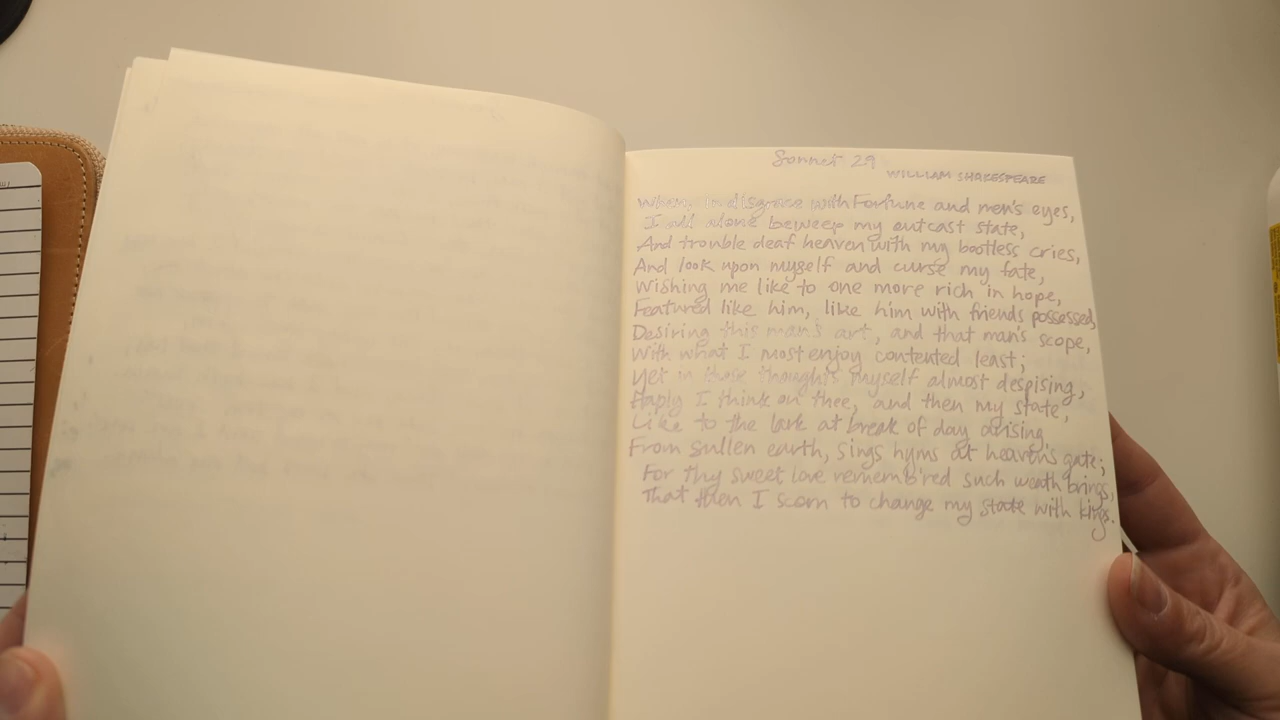 Sonnet 29
WILLIAM SHAKESPEARE
When, in disgrace with Fortune and men's eyes,
I all alone beweep my outcast state,
And trouble deaf heaven with my bootless cries,
And look upon myself and curse my fate,
Wishing me like to one more rich in hope,
Featured like him, like him with friends possessed,
Desiring this man's art, and that man's scope,
With what I most enjoy contented least;
Yet in these thoughts myself almost despising,
Haply I think on thee, and then my state,
Like to the lark at break of day arising
From sullen earth, sings hyms at heaven's gate;
For thy sweet love rememb'red such wealth brings,
That then I scorn to change my state with kings.